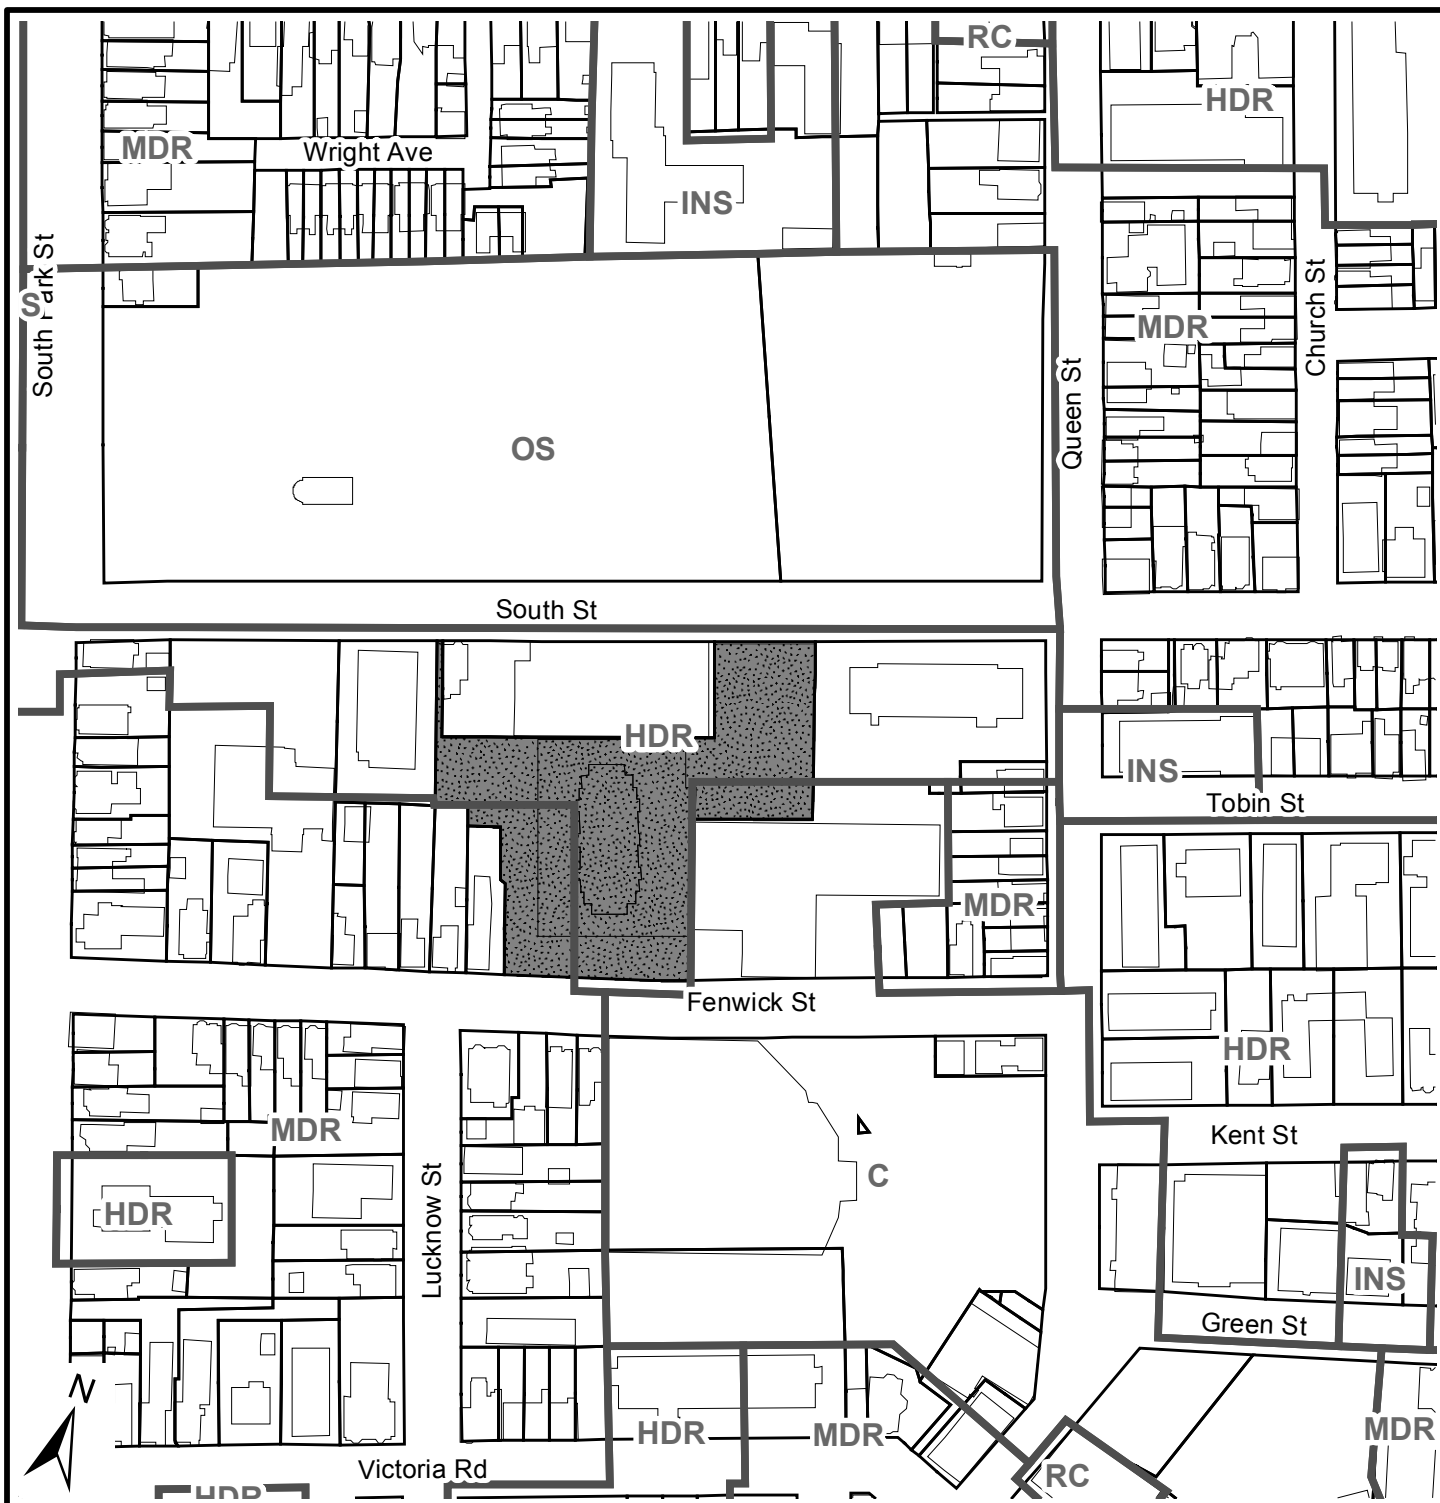 RC
HDR
MDR
Wright Ave
INS
South Park St
S
Church St
MDR
Queen St
OS
South St
HDR
INS
Tobin St
MDR
Fenwick St
HDR
MDR
Kent St
C
Lucknow St
HDR
INS
Green St
N
HDR
MDR
MDR
Victoria Rd
RC
HDR